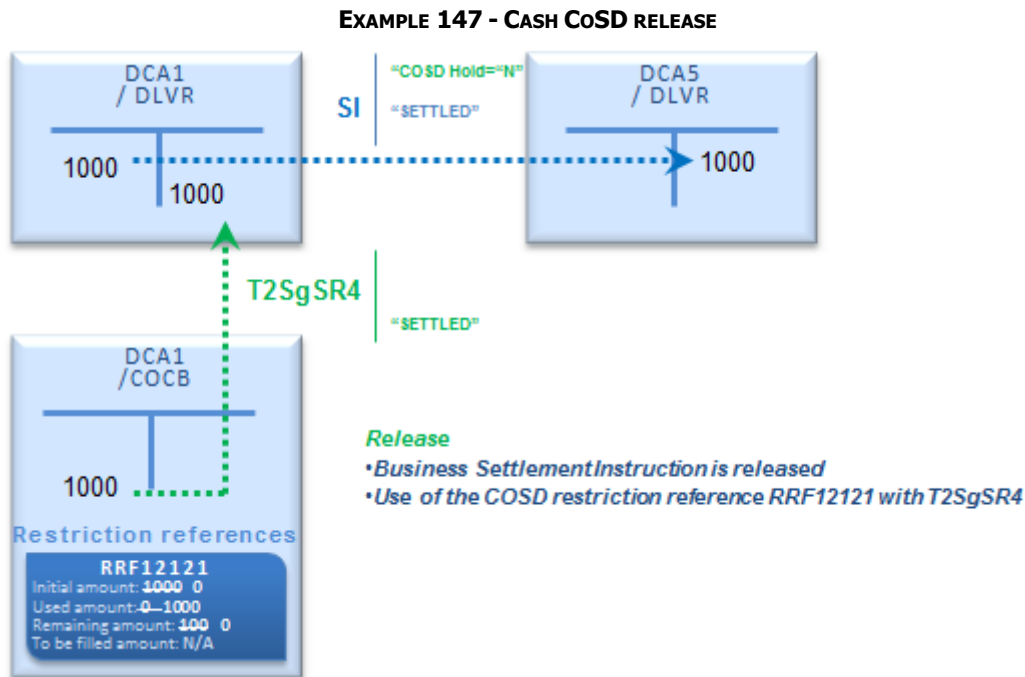 EXAMPLE 147 - CASH COSD RELEASE
DCA1
/ DLVR
1000
1000
SI
"COSD Hold="N"
"SETTLED"
DCA5
/ DLVR
1000
T2SgSR4
"SETTLED"
DCA1
/COCB
1000
Restriction references
RRF12121
Initial amount: 1000 0
Used amount: 0 1000
Remaining amount: 100 0
To be filled amount: N/A
Release
•Business Settlement Instruction is released
•Use of the COSD restriction reference RRF12121 with T2SgSR4